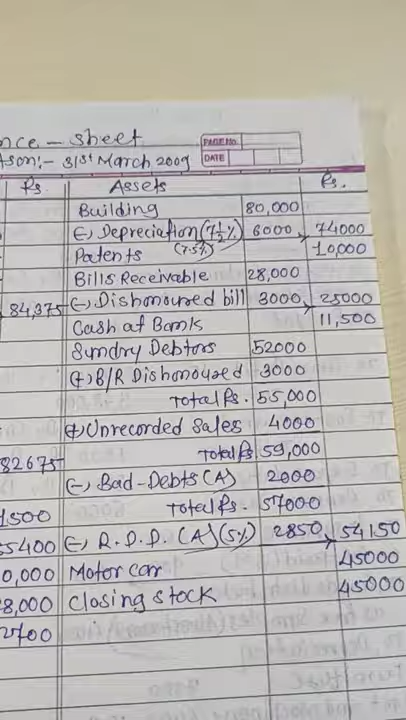 nce - sheet
PAGE No.
s on:- 31st March 2009
DATE
Rs. Assets Rs.
Building 80,000
(-) Depreciation (7½%) 6000 74000
(7.5%)
Patents 10,000
Bills Receivable 28,000
84,375 (-) Dishonoured bill 3000 25000
Cash at Bank 11,500
Sundry Debtors 52000
(+) B/R Dishonoured 3000
Total Rs. 55,000
(+) Unrecorded Sales 4000
82675 Total Rs. 59,000
(-) Bad-Debts (A) 2000
1500 Total Rs. 57000
55400 (-) R.D.D. (A) (5%) 2850 54150
0,000 Motor car 45000
8,000 Closing stock 45000
2700